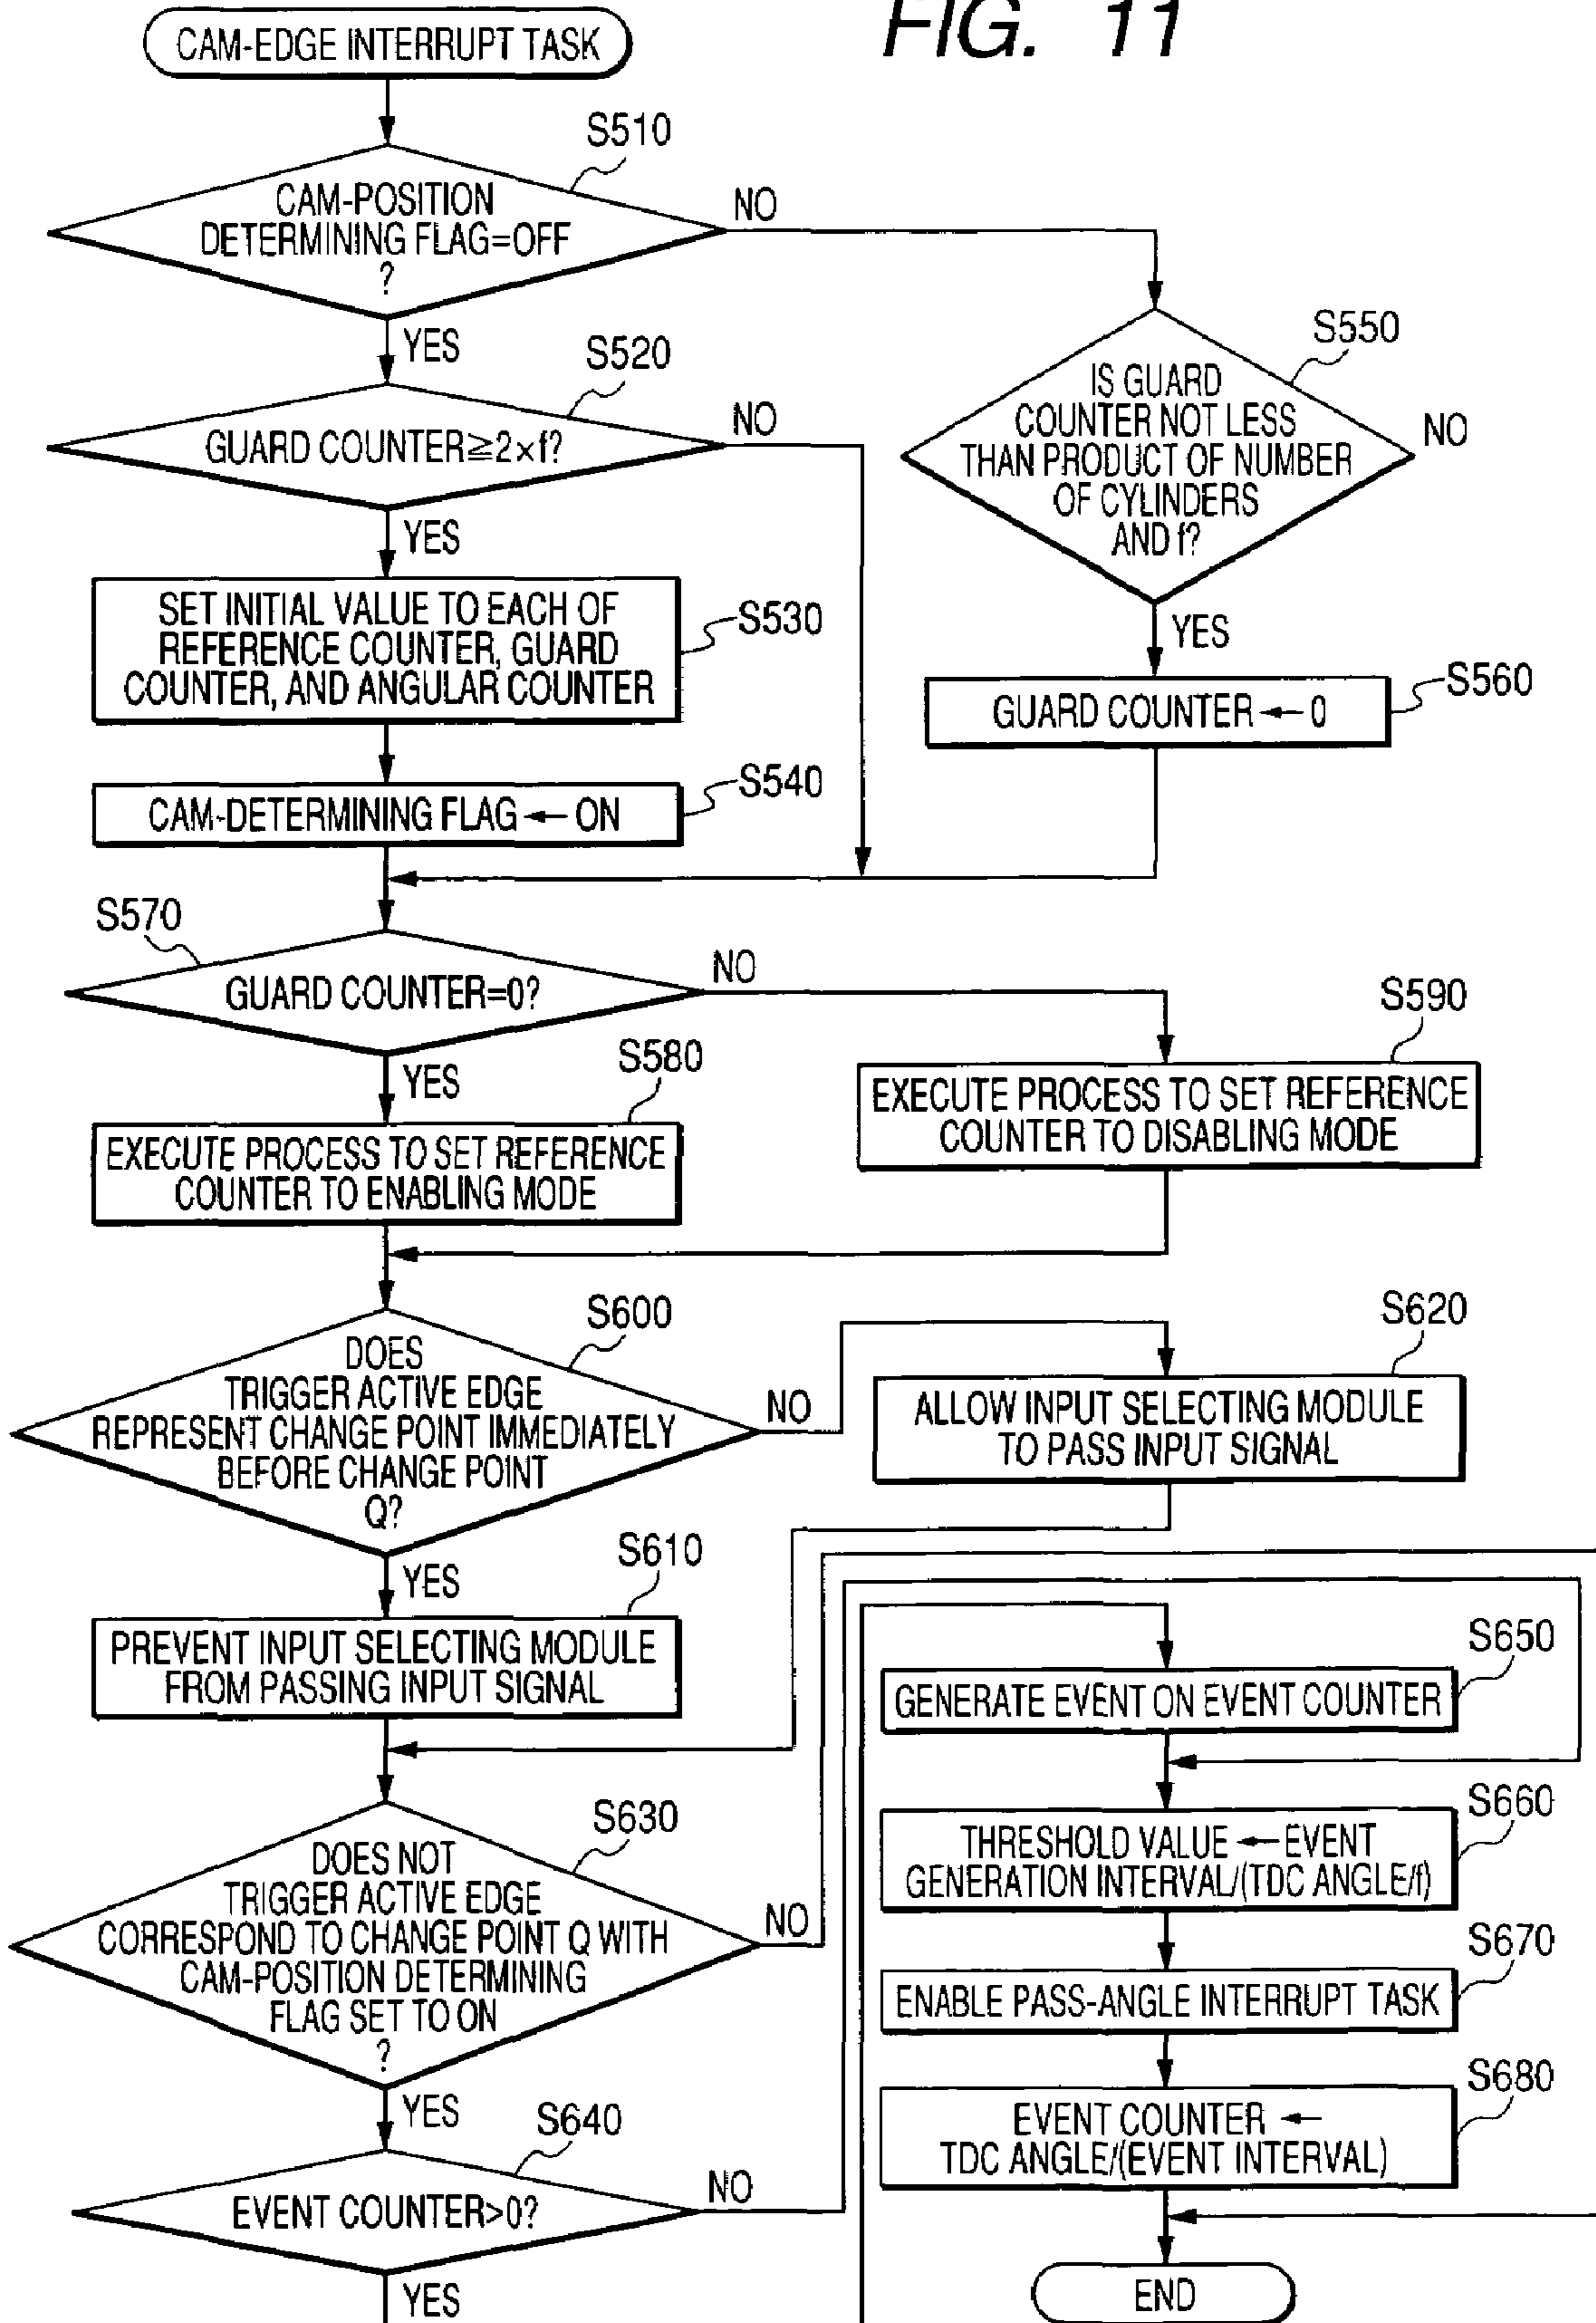 FIG. 11
CAM-EDGE INTERRUPT TASK
S510
CAM-POSITION
DETERMINING FLAG=OFF
?
NO
YES
S520
GUARD COUNTER≧2×f?
NO
YES
S550
IS GUARD
COUNTER NOT LESS
THAN PRODUCT OF NUMBER
OF CYLINDERS
AND f?
NO
YES
SET INITIAL VALUE TO EACH OF
REFERENCE COUNTER, GUARD
COUNTER, AND ANGULAR COUNTER
S530
GUARD COUNTER ← 0
S560
CAM-DETERMINING FLAG ← ON
S540
S570
GUARD COUNTER=0?
NO
YES
S590
EXECUTE PROCESS TO SET REFERENCE
COUNTER TO DISABLING MODE
S580
EXECUTE PROCESS TO SET REFERENCE
COUNTER TO ENABLING MODE
S600
DOES
TRIGGER ACTIVE EDGE
REPRESENT CHANGE POINT IMMEDIATELY
BEFORE CHANGE POINT
Q?
NO
YES
S620
ALLOW INPUT SELECTING MODULE
TO PASS INPUT SIGNAL
S610
PREVENT INPUT SELECTING MODULE
FROM PASSING INPUT SIGNAL
S630
DOES NOT
TRIGGER ACTIVE EDGE
CORRESPOND TO CHANGE POINT Q WITH
CAM-POSITION DETERMINING
FLAG SET TO ON
?
NO
YES
S640
EVENT COUNTER>0?
NO
YES
S650
GENERATE EVENT ON EVENT COUNTER
S660
THRESHOLD VALUE ← EVENT
GENERATION INTERVAL/(TDC ANGLE/f)
S670
ENABLE PASS-ANGLE INTERRUPT TASK
S680
EVENT COUNTER ←
TDC ANGLE/(EVENT INTERVAL)
END